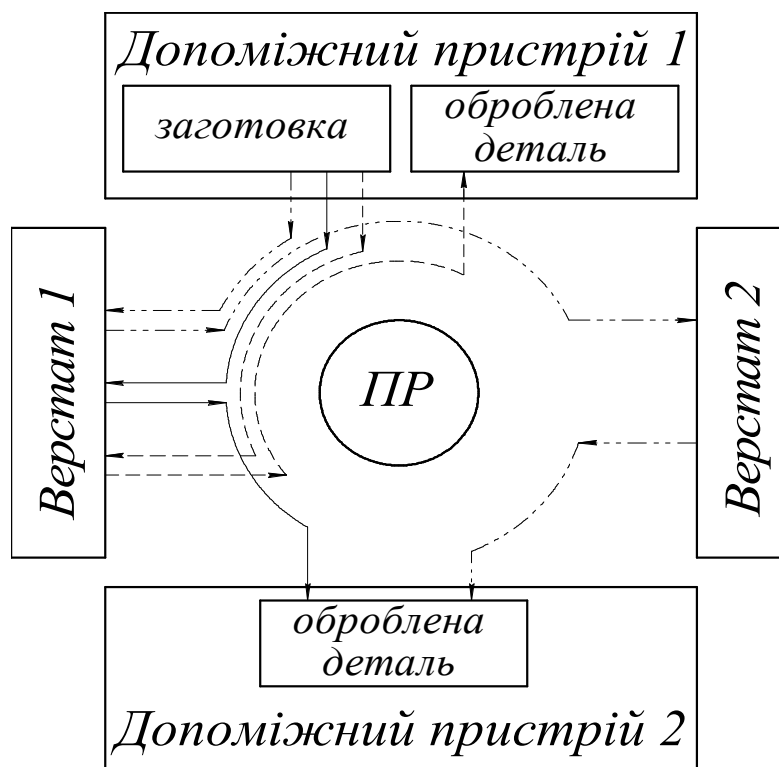 Допоміжний пристрій 1
заготовка
оброблена
деталь
Верстат 1
ПР
Верстат 2
оброблена
деталь
Допоміжний пристрій 2